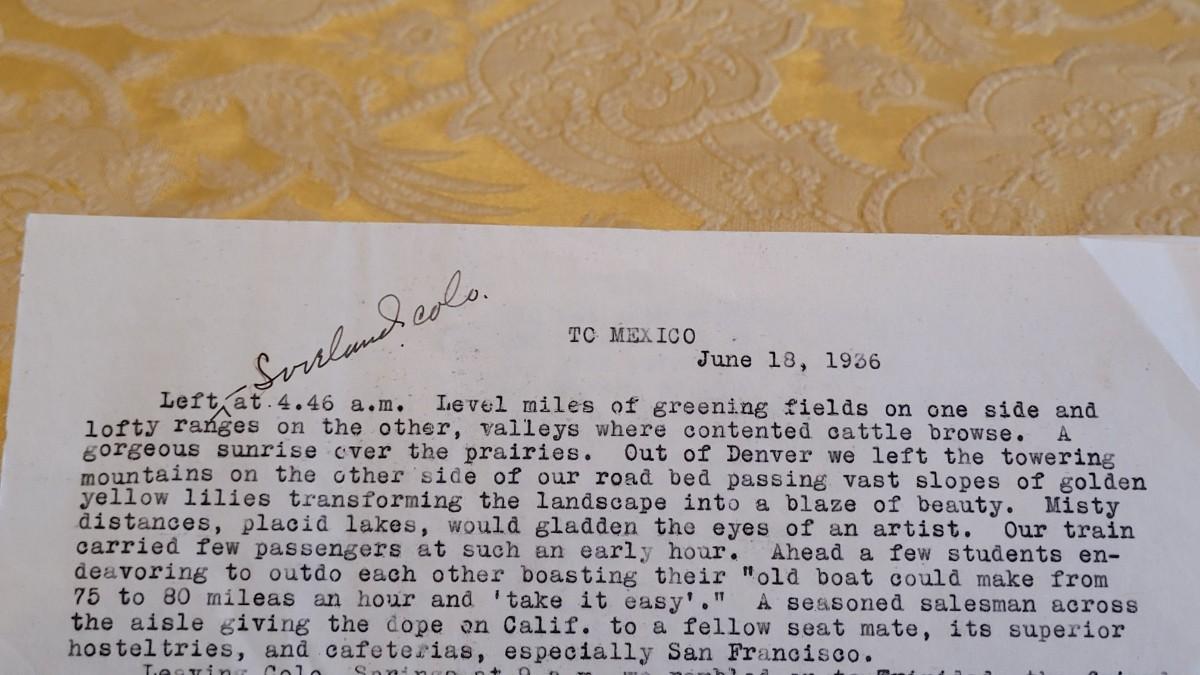 colo.
TO MEXICO
June 18, 1936
Left at 4.46 a.m. Level miles of greening fields on one side and
lofty ranges on the other, valleys where contented cattle browse. A
gorgeous sunrise over the prairies. Out of Denver we left the towering
mountains on the other side of our road bed passing vast slopes of golden
yellow lilies transforming the landscape into a blaze of beauty. Misty
distances, placid lakes, would gladden the eyes of an artist. Our train
carried few passengers at such an early hour. Ahead a few students en-
deavoring to outdo each other boasting their "old boat could make from
75 to 80 mileas an hour and 'take it easy'." A seasoned salesman across
the aisle giving the dope on Calif. to a fellow seat mate, its superior
hosteltries, and cafeterias, especially San Francisco.
Leaving Colo. Springs at 9 a.m. we